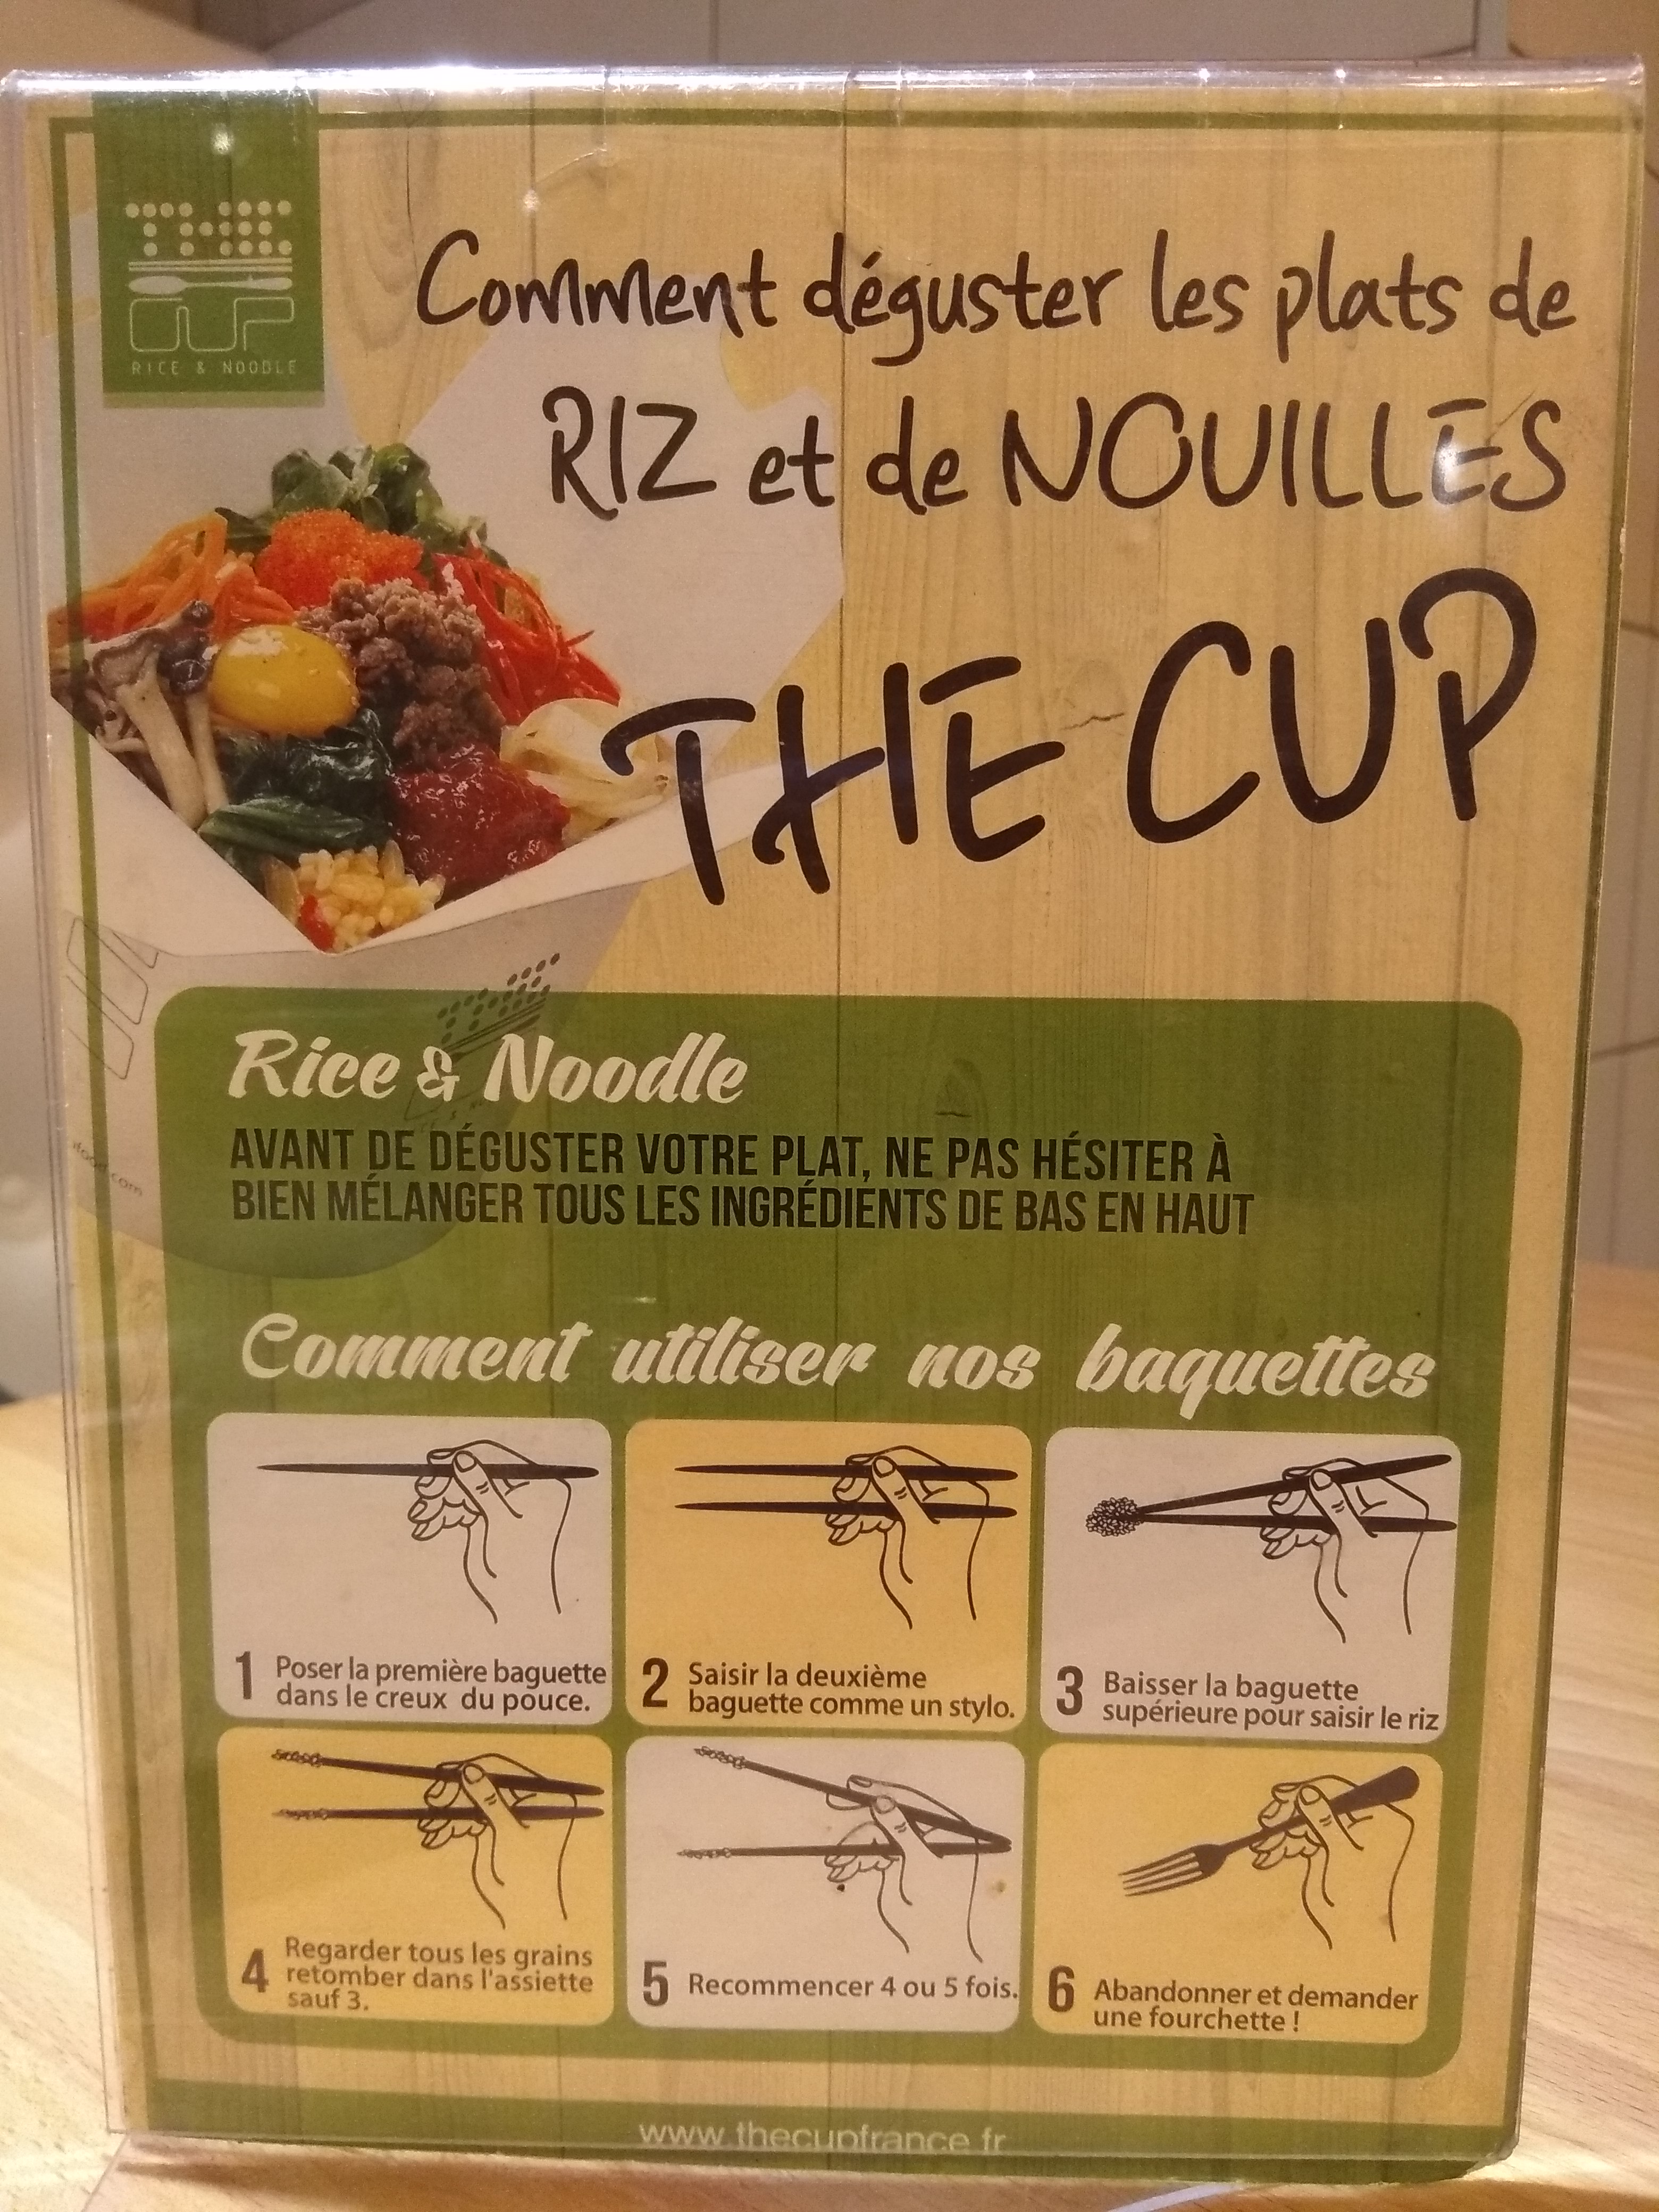 THE
CUP
RICE & NOODLE
Comment déguster les plats de
RIZ et de NOUILLES
THE CUP
Rice & Noodle
AVANT DE DÉGUSTER VOTRE PLAT, NE PAS HÉSITER À
BIEN MÉLANGER TOUS LES INGRÉDIENTS DE BAS EN HAUT
Comment utiliser nos baguettes
1 Poser la première baguette
dans le creux du pouce.
2 Saisir la deuxième
baguette comme un stylo.
3 Baisser la baguette
supérieure pour saisir le riz
4 Regarder tous les grains
retomber dans l'assiette
sauf 3.
5 Recommencer 4 ou 5 fois.
6 Abandonner et demander
une fourchette !
www.thecupfrance.fr